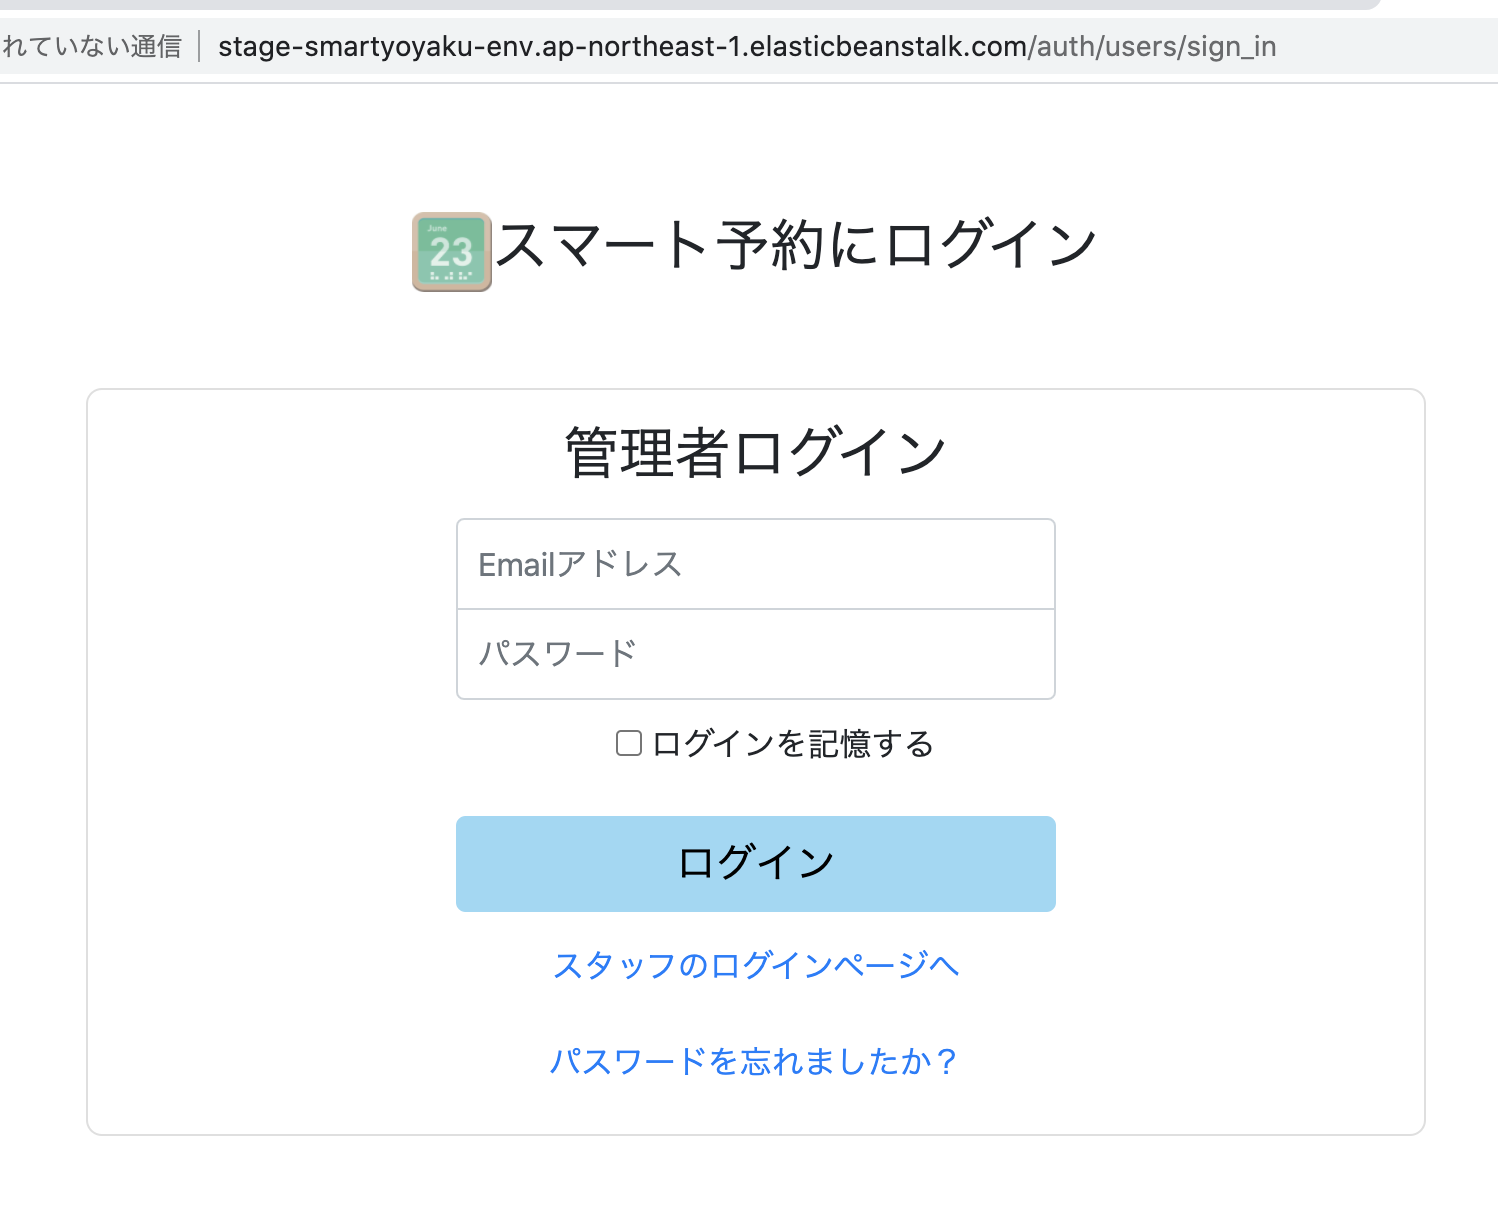 れていない通信 stage-smartyoyaku-env.ap-northeast-1.elasticbeanstalk.com/auth/users/sign_in
June
23
スマート予約にログイン
管理者ログイン
Emailアドレス
パスワード
ログインを記憶する
ログイン
スタッフのログインページへ
パスワードを忘れましたか？